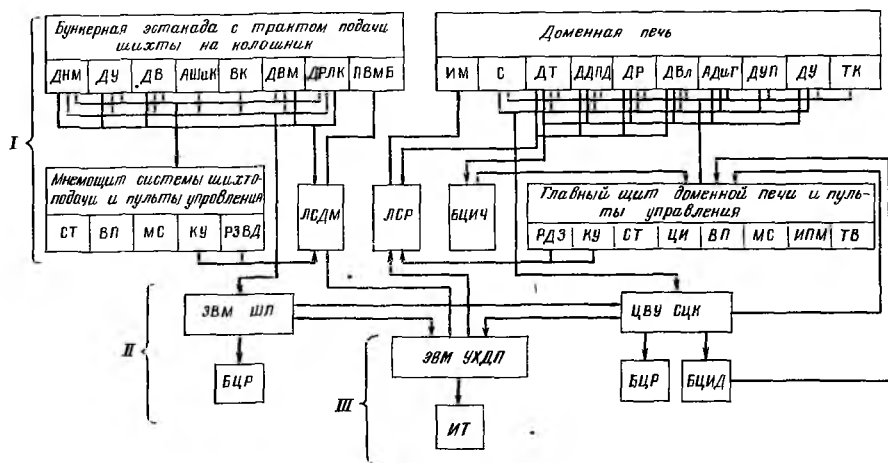 Бункерная эстакада с трактом подачи
шихты на колошник
ДНМ ДУ ДВ АШиК ВК ДВМ ДРЛК ПВмБ
Доменная печь
ИМ С ДТ ДДПД ДР ДВл АДиГ ДУП ДУ ТК
I
Мнемощит системы шихто-
подачи и пульты управления
СТ ВП МС КУ РЗВД
ЛСДМ
ЛСР
БЦИЧ
Главный щит доменной печи и пуль-
ты управления
РДЗ КУ СТ ЦИ ВП МС ИПМ ТВ
II
ЭВМ ШП
ЦВУ СЦК
БЦР
III
ЭВМ УХДП
БЦР
БЦИД
ИТ